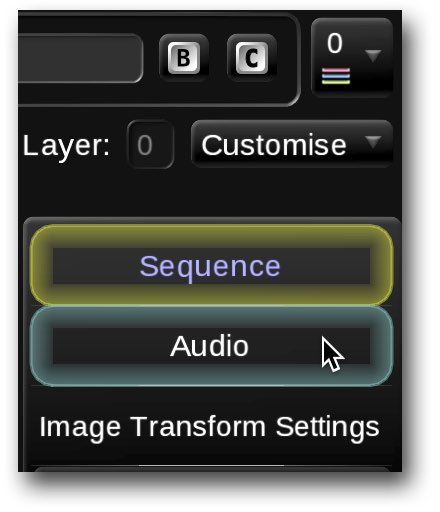 B C 0
Layer: 0 Customise
Sequence
Audio
Image Transform Settings